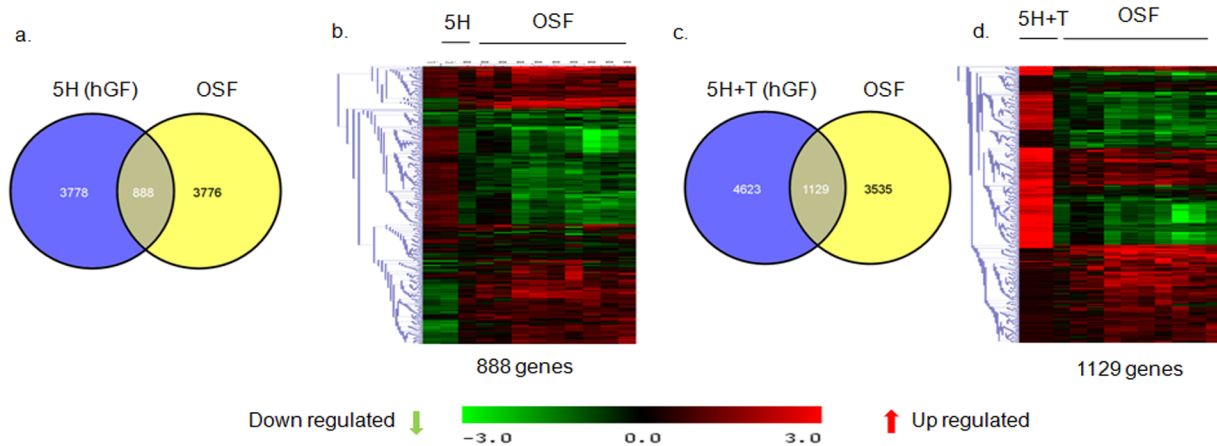 a.
5H (hGF)
OSF
3778
888
3776
b.
5H
OSF
888 genes
c.
5H+T (hGF)
OSF
4623
1129
3535
d.
5H+T
OSF
1129 genes
Down regulated
-3.0
0.0
3.0
Up regulated